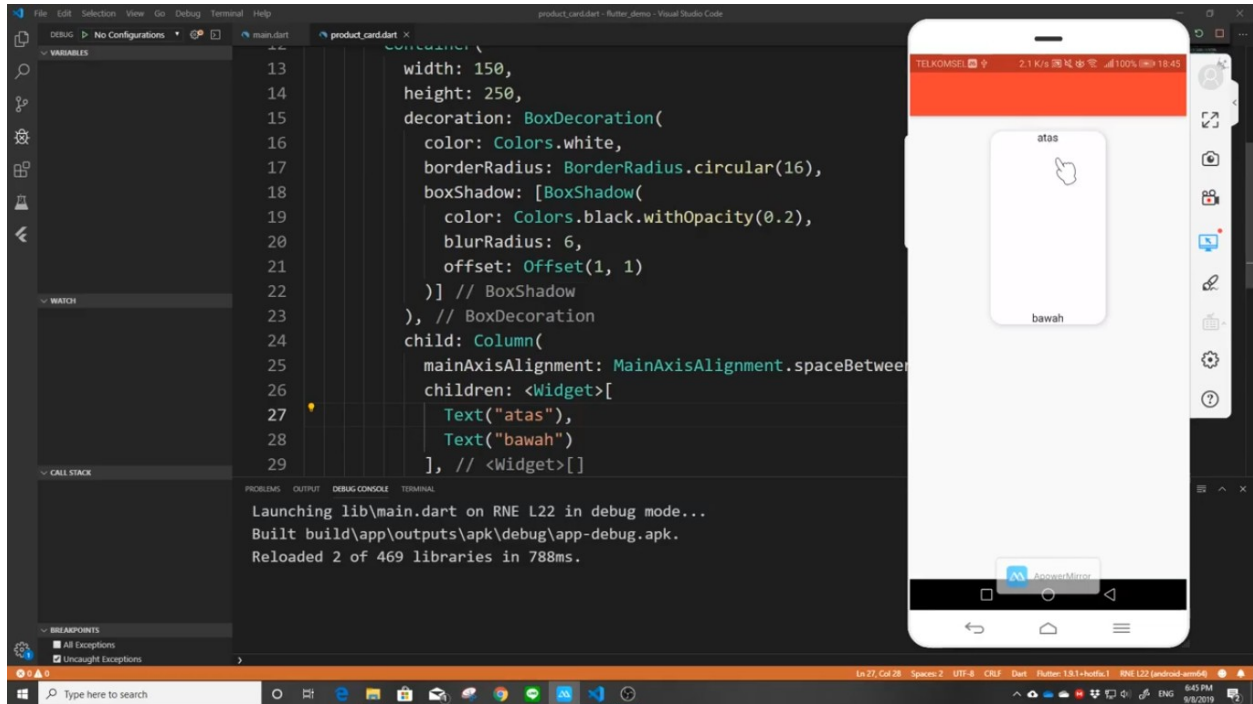 File Edit Selection View Go Debug Terminal Help
product_card.dart - flutter_demo - Visual Studio Code
DEBUG No Configurations
main.dart product_card.dart
VARIABLES
WATCH
CALL STACK
BREAKPOINTS
All Exceptions
Uncaught Exceptions
12 Container(
13 width: 150,
14 height: 250,
15 decoration: BoxDecoration(
16 color: Colors.white,
17 borderRadius: BorderRadius.circular(16),
18 boxShadow: [BoxShadow(
19 color: Colors.black.withOpacity(0.2),
20 blurRadius: 6,
21 offset: Offset(1, 1)
22 )] // BoxShadow
23 ), // BoxDecoration
24 child: Column(
25 mainAxisAlignment: MainAxisAlignment.spaceBetween
26 children: <Widget>[
27 Text("atas"),
28 Text("bawah")
29 ], // <Widget>[]
PROBLEMS OUTPUT DEBUG CONSOLE TERMINAL
Launching lib\main.dart on RNE L22 in debug mode...
Built build\app\outputs\apk\debug\app-debug.apk.
Reloaded 2 of 469 libraries in 788ms.
TELKOMSEL 2.1 K/s 100% 18:45
atas
bawah
ApowerMirror
0 0
Ln 27, Col 28 Spaces: 2 UTF-8 CRLF Dart Flutter: 1.9.1+hotfix.1 RNE L22 (android-arm64)
Type here to search
ENG
6:45 PM
9/8/2019